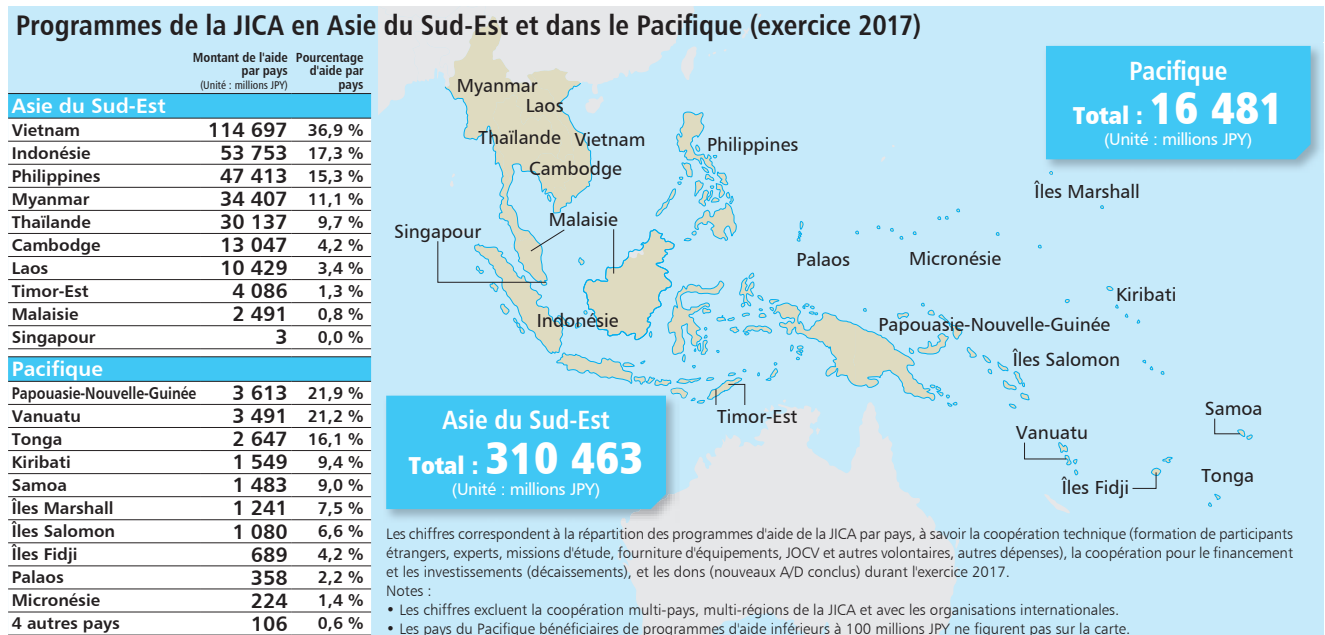 Programmes de la JICA en Asie du Sud-Est et dans le Pacifique (exercice 2017)
Montant de l'aide par pays (Unité : millions JPY) Pourcentage d'aide par pays
Asie du Sud-Est
Vietnam 114 697 36,9 %
Indonésie 53 753 17,3 %
Philippines 47 413 15,3 %
Myanmar 34 407 11,1 %
Thaïlande 30 137 9,7 %
Cambodge 13 047 4,2 %
Laos 10 429 3,4 %
Timor-Est 4 086 1,3 %
Malaisie 2 491 0,8 %
Singapour 3 0,0 %
Pacifique
Papouasie-Nouvelle-Guinée 3 613 21,9 %
Vanuatu 3 491 21,2 %
Tonga 2 647 16,1 %
Kiribati 1 549 9,4 %
Samoa 1 483 9,0 %
Îles Marshall 1 241 7,5 %
Îles Salomon 1 080 6,6 %
Îles Fidji 689 4,2 %
Palaos 358 2,2 %
Micronésie 224 1,4 %
4 autres pays 106 0,6 %
Pacifique
Total : 16 481
(Unité : millions JPY)
Myanmar
Laos
Thaïlande
Vietnam
Philippines
Cambodge
Îles Marshall
Malaisie
Singapour
Palaos
Micronésie
Kiribati
Indonésie
Papouasie-Nouvelle-Guinée
Îles Salomon
Timor-Est
Samoa
Vanuatu
Tonga
Îles Fidji
Asie du Sud-Est
Total : 310 463
(Unité : millions JPY)
Les chiffres correspondent à la répartition des programmes d'aide de la JICA par pays, à savoir la coopération technique (formation de participants
étrangers, experts, missions d'étude, fourniture d'équipements, JOCV et autres volontaires, autres dépenses), la coopération pour le financement
et les investissements (décaissements), et les dons (nouveaux A/D conclus) durant l'exercice 2017.
Notes :
• Les chiffres excluent la coopération multi-pays, multi-régions de la JICA et avec les organisations internationales.
• Les pays du Pacifique bénéficiaires de programmes d'aide inférieurs à 100 millions JPY ne figurent pas sur la carte.